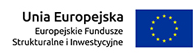 Unia Europejska
Europejskie Fundusze
Strukturalne i Inwestycyjne